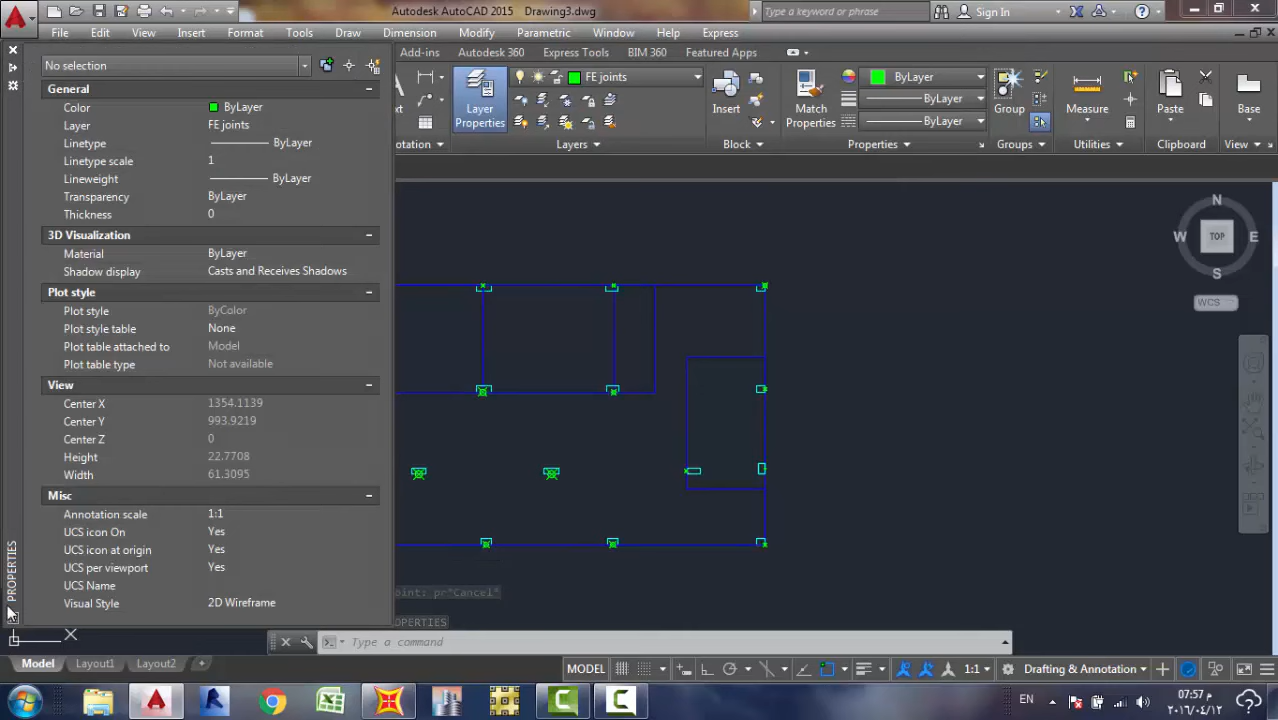 Autodesk AutoCAD 2015 Drawing3.dwg
Type a keyword or phrase
Sign In
File Edit View Insert Format Tools Draw Dimension Modify Parametric Window Help Express
Add-ins Autodesk 360 Express Tools BIM 360 Featured Apps
No selection
General
Color ByLayer
Layer FE joints
Linetype ByLayer
Linetype scale 1
Lineweight ByLayer
Transparency ByLayer
Thickness 0
3D Visualization
Material ByLayer
Shadow display Casts and Receives Shadows
Plot style
Plot style ByColor
Plot style table None
Plot table attached to Model
Plot table type Not available
View
Center X 1354.1139
Center Y 993.9219
Center Z 0
Height 22.7708
Width 61.3095
Misc
Annotation scale 1:1
UCS icon On Yes
UCS icon at origin Yes
UCS per viewport Yes
UCS Name
Visual Style 2D Wireframe
PROPERTIES
Layer Properties
FE joints
Insert
Match Properties
ByLayer
ByLayer
ByLayer
Group
Measure
Paste
Base
Layers Block Properties Groups Utilities Clipboard View
N
W TOP E
S
WCS
Type a command
Model Layout1 Layout2 +
MODEL
1:1
Drafting & Annotation
EN
م 07:57
٢٠١٦/٠٤/١٢